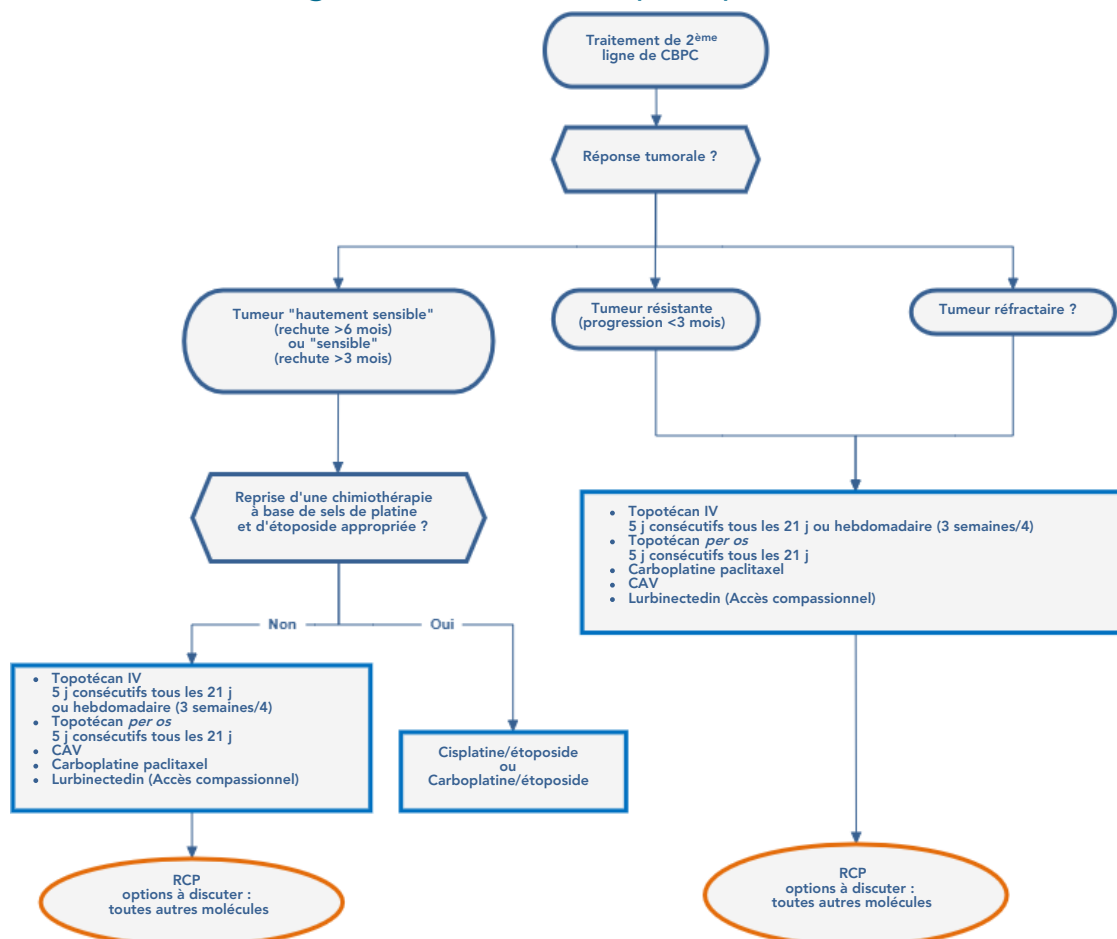 Traitement de 2ème
ligne de CBPC
Réponse tumorale ?
Tumeur "hautement sensible"
(rechute >6 mois)
ou "sensible"
(rechute >3 mois)
Tumeur résistante
(progression <3 mois)
Tumeur réfractaire ?
Reprise d'une chimiothérapie
à base de sels de platine
et d'étoposide appropriée ?
• Topotécan IV
5 j consécutifs tous les 21 j ou hebdomadaire (3 semaines/4)
• Topotécan per os
5 j consécutifs tous les 21 j
• Carboplatine paclitaxel
• CAV
• Lurbinectedin (Accès compassionnel)
Non
Oui
• Topotécan IV
5 j consécutifs tous les 21 j
ou hebdomadaire (3 semaines/4)
• Topotécan per os
5 j consécutifs tous les 21 j
• CAV
• Carboplatine paclitaxel
• Lurbinectedin (Accès compassionnel)
Cisplatine/étoposide
ou
Carboplatine/étoposide
RCP
options à discuter :
toutes autres molécules
RCP
options à discuter :
toutes autres molécules